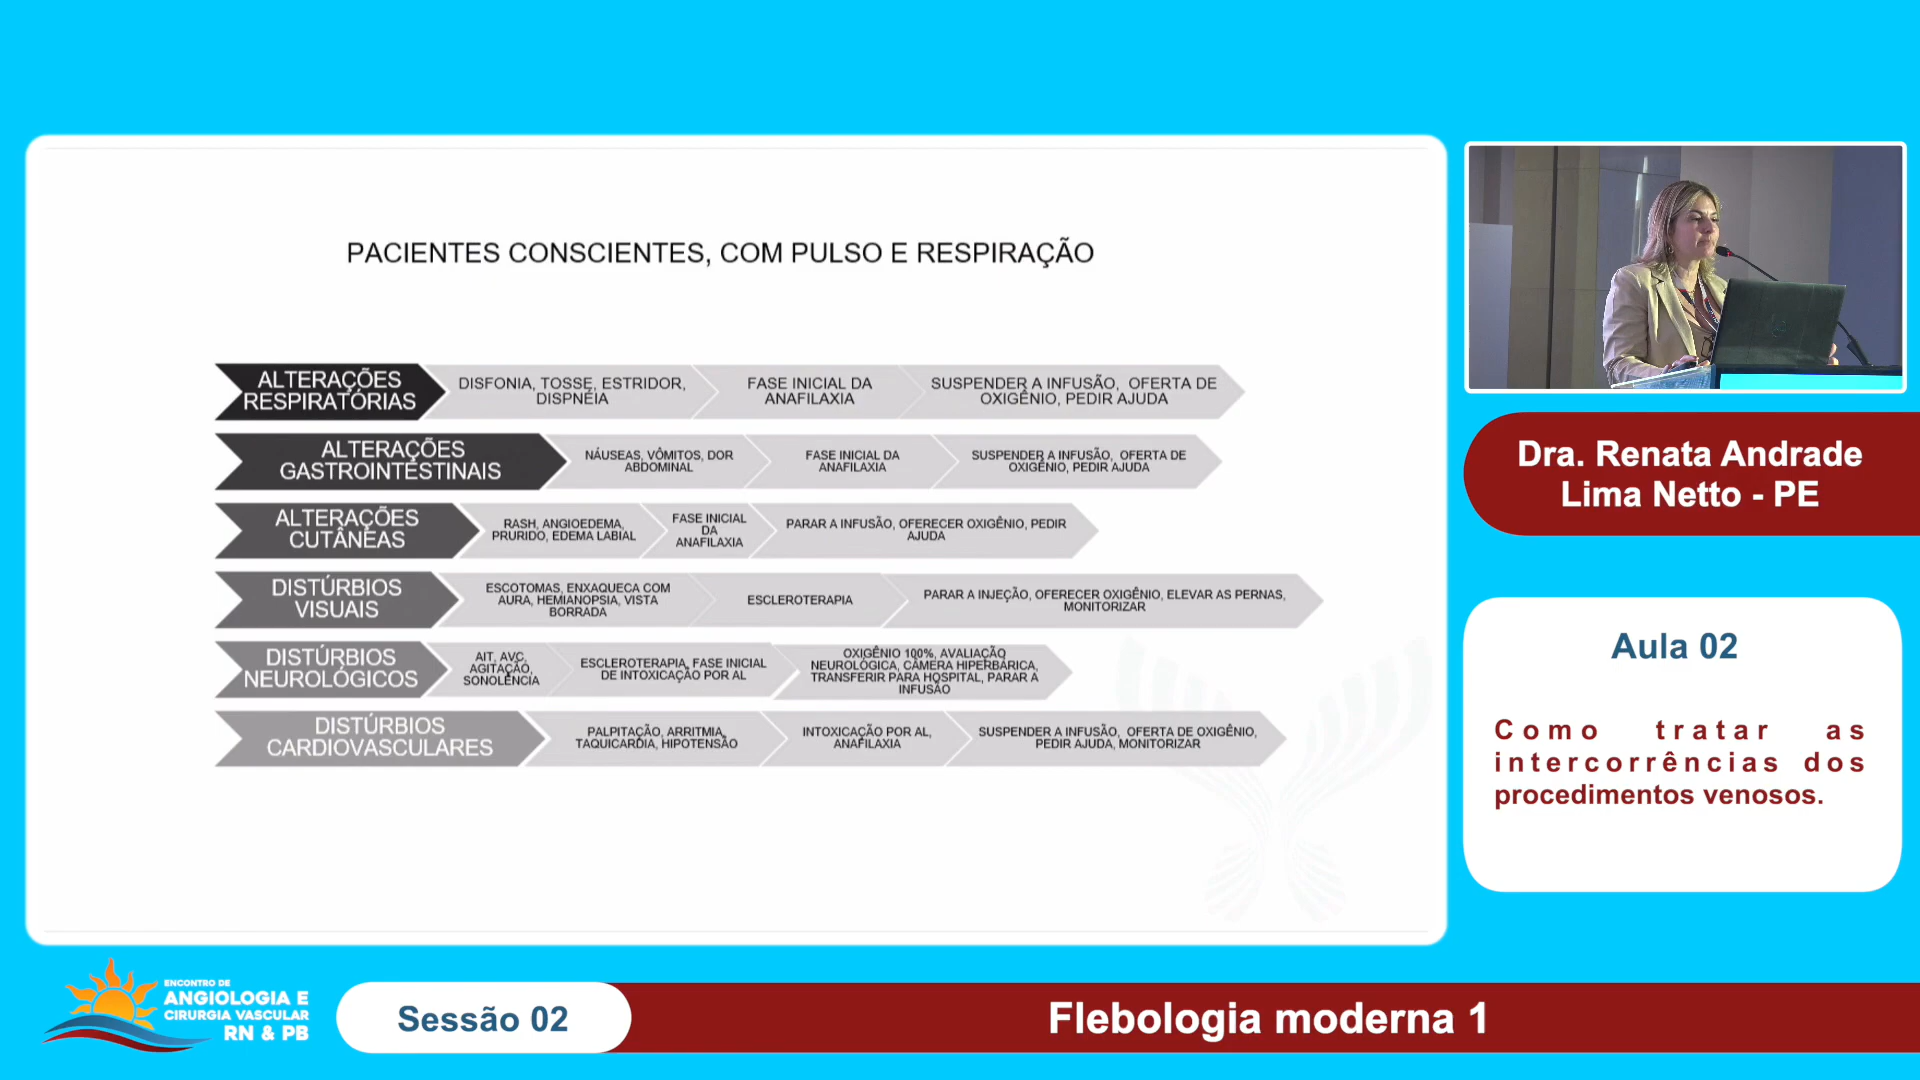 PACIENTES CONSCIENTES, COM PULSO E RESPIRAÇÃO
ALTERAÇÕES
RESPIRATÓRIAS
DISFONIA, TOSSE, ESTRIDOR,
DISPNÉIA
FASE INICIAL DA
ANAFILAXIA
SUSPENDER A INFUSÃO, OFERTA DE
OXIGÊNIO, PEDIR AJUDA
ALTERAÇÕES
GASTROINTESTINAIS
NÁUSEAS, VÔMITOS, DOR
ABDOMINAL
FASE INICIAL DA
ANAFILAXIA
SUSPENDER A INFUSÃO, OFERTA DE
OXIGÊNIO, PEDIR AJUDA
ALTERAÇÕES
CUTÂNEAS
RASH, ANGIOEDEMA,
PRURIDO, EDEMA LABIAL
FASE INICIAL
DA
ANAFILAXIA
PARAR A INFUSÃO, OFERECER OXIGÊNIO, PEDIR
AJUDA
DISTÚRBIOS
VISUAIS
ESCOTOMAS, ENXAQUECA COM
AURA, HEMIANOPSIA, VISTA
BORRADA
ESCLEROTERAPIA
PARAR A INJEÇÃO, OFERECER OXIGÊNIO, ELEVAR AS PERNAS,
MONITORIZAR
DISTÚRBIOS
NEUROLÓGICOS
AIT, AVC,
AGITAÇÃO,
SONOLÊNCIA
ESCLEROTERAPIA, FASE INICIAL
DE INTOXICAÇÃO POR AL
OXIGÊNIO 100%, AVALIAÇÃO
NEUROLÓGICA, CÂMERA HIPERBÁRICA,
TRANSFERIR PARA HOSPITAL, PARAR A
INFUSÃO
DISTÚRBIOS
CARDIOVASCULARES
PALPITAÇÃO, ARRITMIA,
TAQUICARDIA, HIPOTENSÃO
INTOXICAÇÃO POR AL,
ANAFILAXIA
SUSPENDER A INFUSÃO, OFERTA DE OXIGÊNIO,
PEDIR AJUDA, MONITORIZAR
Dra. Renata Andrade
Lima Netto - PE
Aula 02
Como tratar as
intercorrências dos
procedimentos venosos.
ENCONTRO DE
ANGIOLOGIA E
CIRURGIA VASCULAR
RN & PB
Sessão 02
Flebologia moderna 1